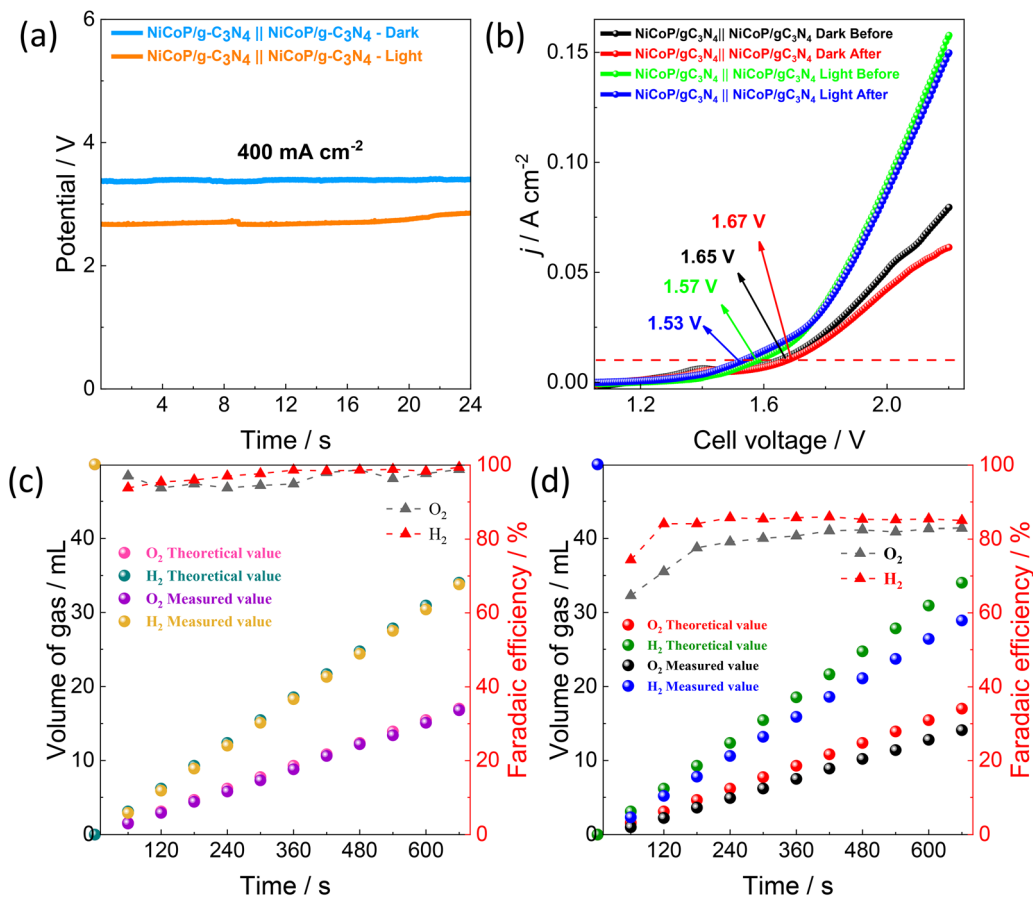 (a)
NiCoP/g-C3N4 || NiCoP/g-C3N4 - Dark
NiCoP/g-C3N4 || NiCoP/g-C3N4 - Light
400 mA cm-2
Potential / V
6
4
2
0
4
8
12
16
20
24
Time / s
(b)
NiCoP/gC3N4|| NiCoP/gC3N4 Dark Before
NiCoP/gC3N4|| NiCoP/gC3N4 Dark After
NiCoP/gC3N4 || NiCoP/gC3N4 Light Before
NiCoP/gC3N4 || NiCoP/gC3N4 Light After
1.67 V
1.65 V
1.57 V
1.53 V
j / A cm-2
0.15
0.10
0.05
0.00
1.2
1.6
2.0
Cell voltage / V
(c)
O2
H2
O2 Theoretical value
H2 Theoretical value
O2 Measured value
H2 Measured value
Volume of gas / mL
40
30
20
10
0
120
240
360
480
600
Time / s
100
80
60
40
20
0
Faradaic efficiency / %
(d)
O2
H2
O2 Theoretical value
H2 Theoretical value
O2 Measured value
H2 Measured value
Volume of gas / mL
40
30
20
10
0
120
240
360
480
600
Time / s
100
80
60
40
20
0
Faradaic efficiency / %